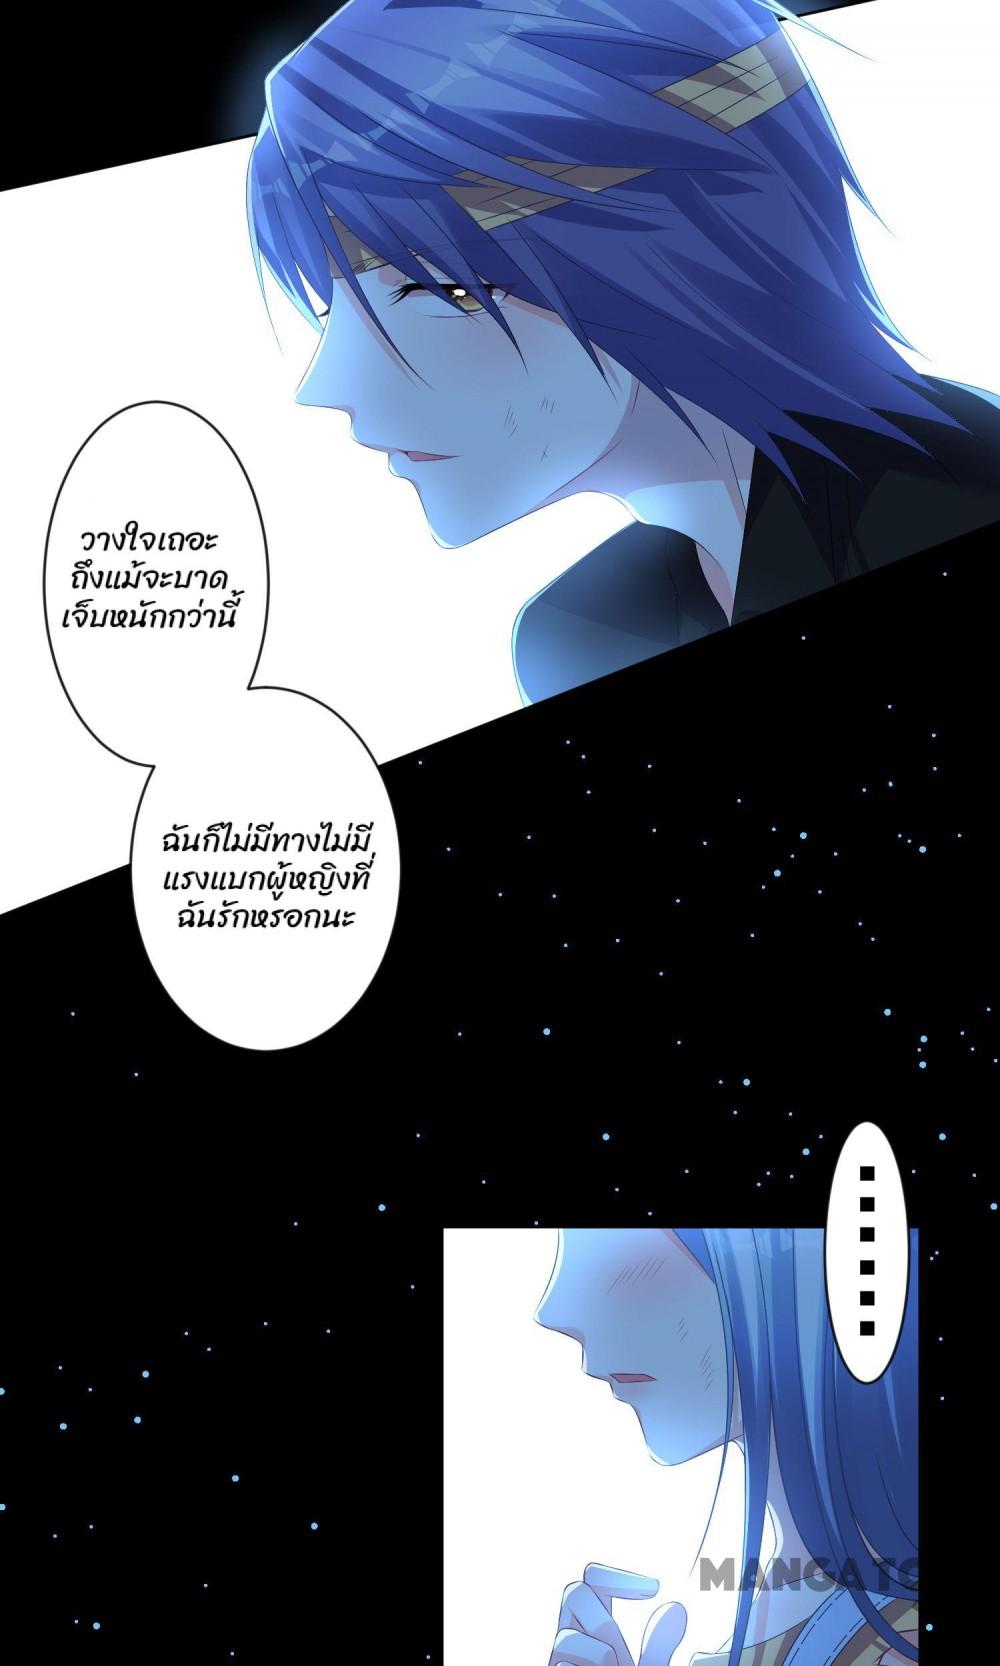 วางใจเถอะ
ถึงแม้จะบาด
เจ็บหนักกว่านี้
ฉันก็ไม่มีทางไม่มี
แรงแบกผู้หญิงที่
ฉันรักหรอกนะ
......
MANGATO